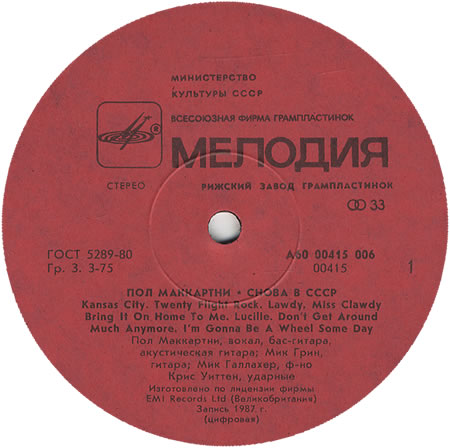 МИНИСТЕРСТВО
КУЛЬТУРЫ СССР
ВСЕСОЮЗНАЯ ФИРМА ГРАМПЛАСТИНОК
®
МЕЛОДИЯ
СТЕРЕО
РИЖСКИЙ ЗАВОД ГРАМПЛАСТИНОК
33
ГОСТ 5289-80
А60 00415 006
Гр. 3. 3-75
00415
1
ПОЛ МАККАРТНИ • СНОВА В СССР
Kansas City. Twenty Flight Rock. Lawdy, Miss Clawdy
Bring It On Home To Me. Lucille. Don't Get Around
Much Anymore. I'm Gonna Be A Wheel Some Day
Пол Маккартни, вокал, бас-гитара,
акустическая гитара; Мик Грин,
гитара; Мик Галлахер, ф-но
Крис Уиттен, ударные
Изготовлено по лицензии фирмы
EMI Records Ltd (Великобритания)
Запись 1987 г.
(цифровая)